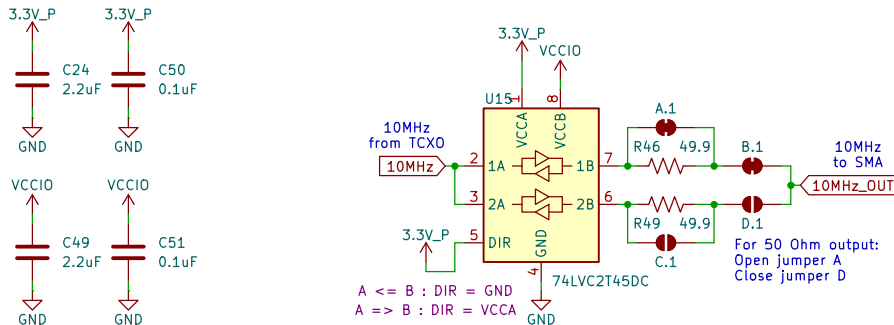 3.3V_P
3.3V_P
C24
2.2uF
C50
0.1uF
GND
GND
VCCIO
VCCIO
C49
2.2uF
C51
0.1uF
GND
GND
3.3V_P
VCCIO
U15
1
8
VCCA
VCCB
10MHz
from TCXO
10MHz
2
1A
1B
7
3
2A
2B
6
3.3V_P
5
DIR
GND
4
74LVC2T45DC
GND
A <= B : DIR = GND
A => B : DIR = VCCA
A.1
R46
49.9
B.1
R49
49.9
C.1
D.1
10MHz
to SMA
10MHz_OUT
For 50 Ohm output:
Open jumper A
Close jumper D